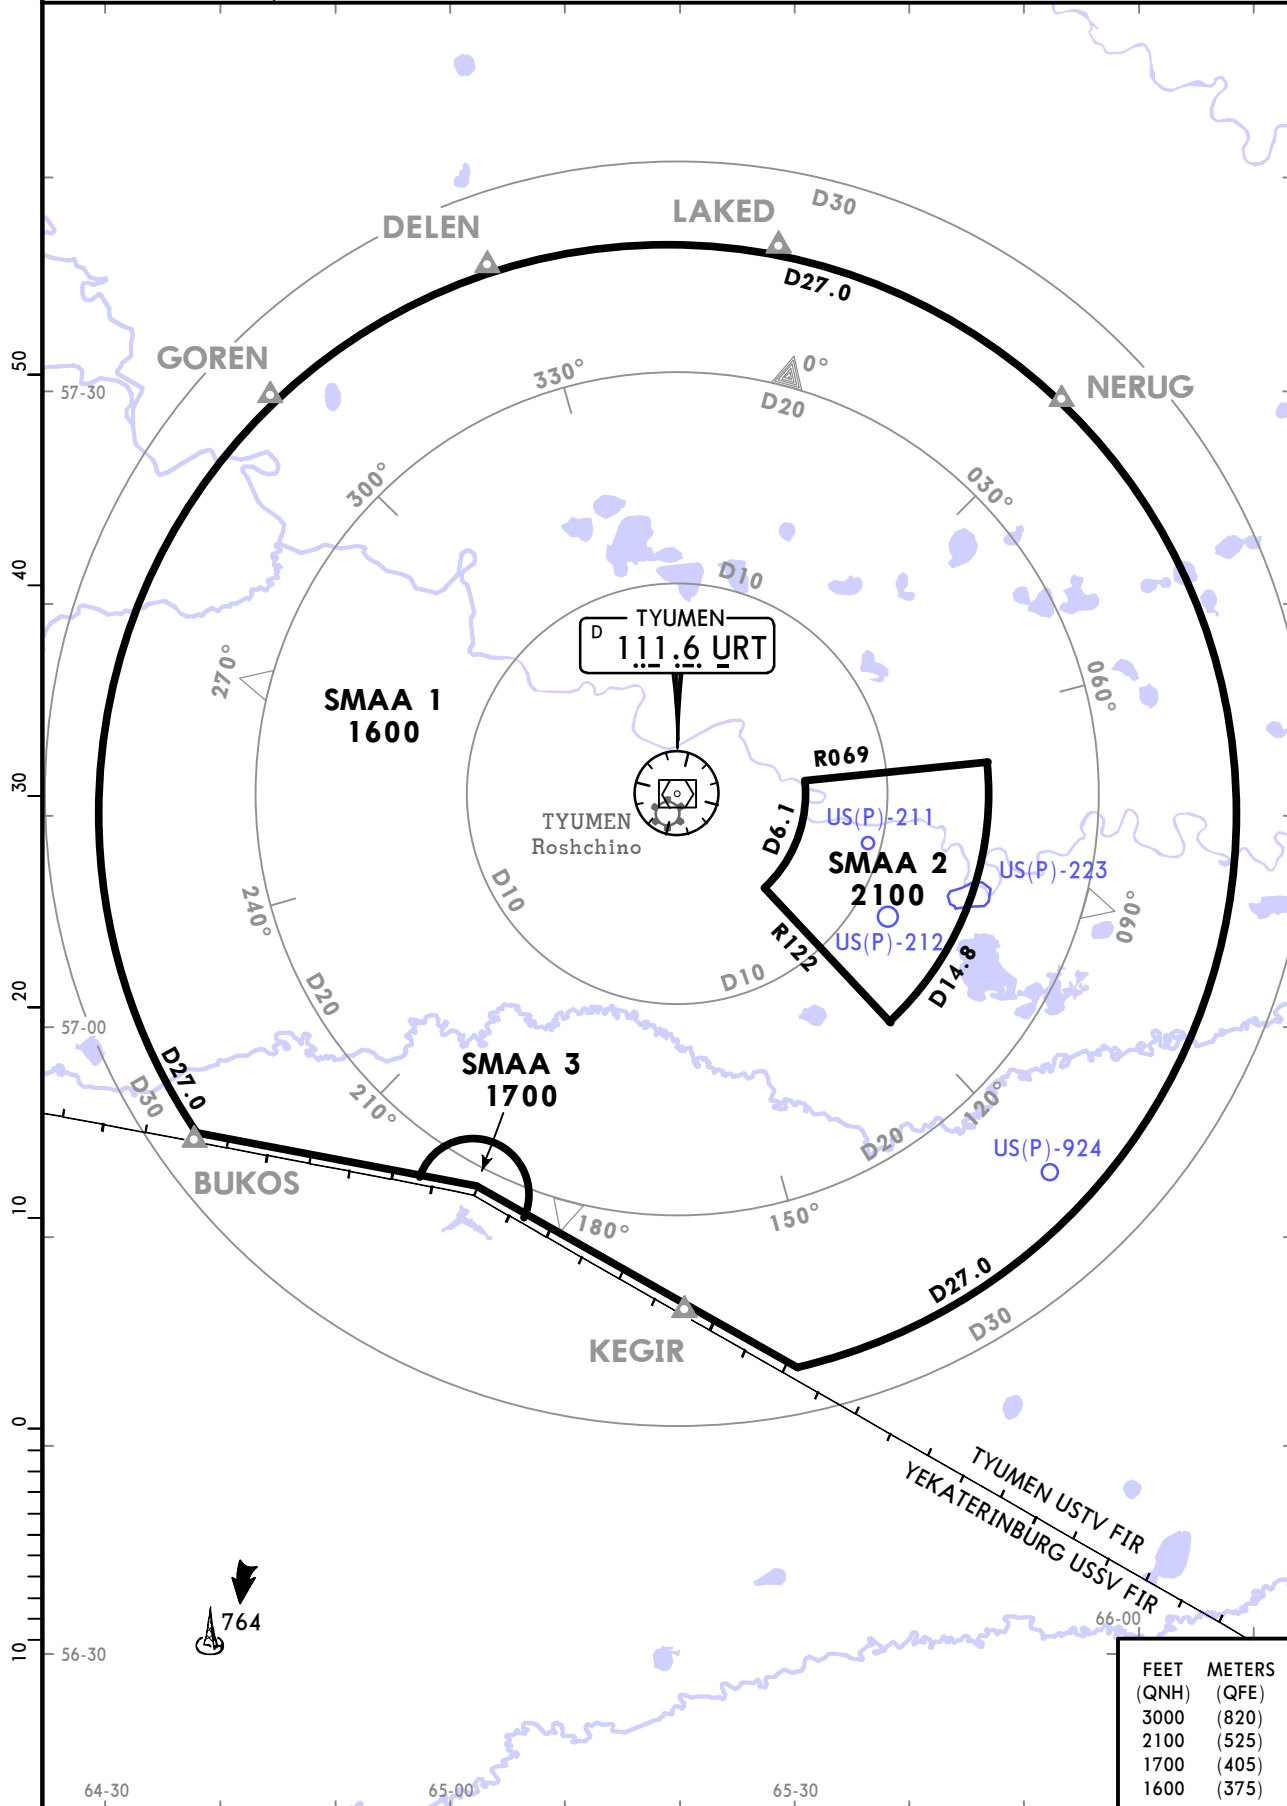 D30
LAKED
DELEN
D27.0
GOREN
50
57-30
330°
0°
D20
NERUG
300°
030°
40
D10
TYUMEN
D 111.6 URT
270°
060°
SMAA 1
1600
30
R069
TYUMEN
Roshchino
D6.1
US(P)-211
SMAA 2
2100
US(P)-223
240°
D10
090°
R122
US(P)-212
D10
D14.8
D20
20
57-00
SMAA 3
1700
D27.0
D30
210°
120°
D20
US(P)-924
BUKOS
10
180°
150°
D27.0
D30
KEGIR
0
TYUMEN USTV FIR
YEKATERINBURG USSV FIR
764
66-00
10
56-30
FEET METERS
(QNH) (QFE)
3000 (820)
2100 (525)
1700 (405)
1600 (375)
64-30
65-00
65-30